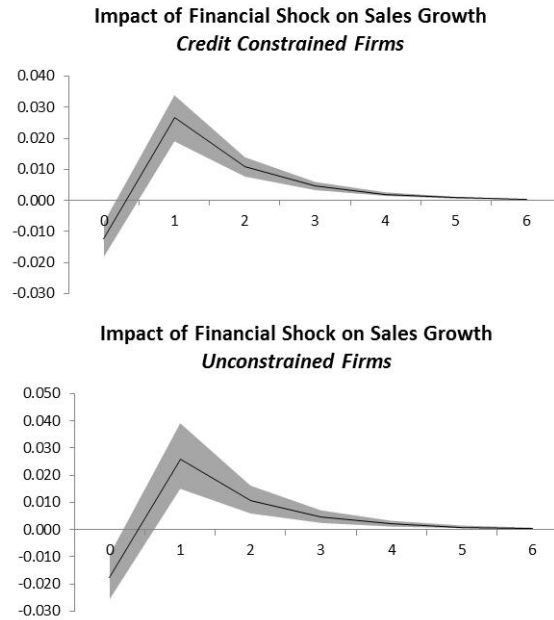 Impact of Financial Shock on Sales Growth
Credit Constrained Firms
0.040
0.030
0.020
0.010
0.000
-0.010
-0.020
-0.030
0 1 2 3 4 5 6
Impact of Financial Shock on Sales Growth
Unconstrained Firms
0.050
0.040
0.030
0.020
0.010
0.000
-0.010
-0.020
-0.030
0 1 2 3 4 5 6